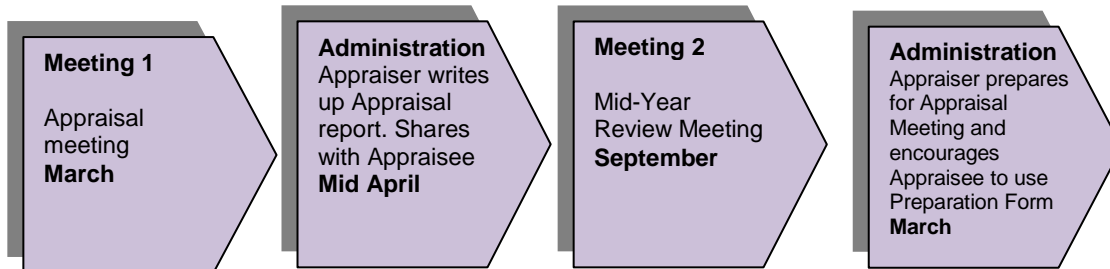 Meeting 1
Appraisal
meeting
March
Administration
Appraiser writes
up Appraisal
report. Shares
with Appraisee
Mid April
Meeting 2
Mid-Year
Review Meeting
September
Administration
Appraiser prepares
for Appraisal
Meeting and
encourages
Appraisee to use
Preparation Form
March